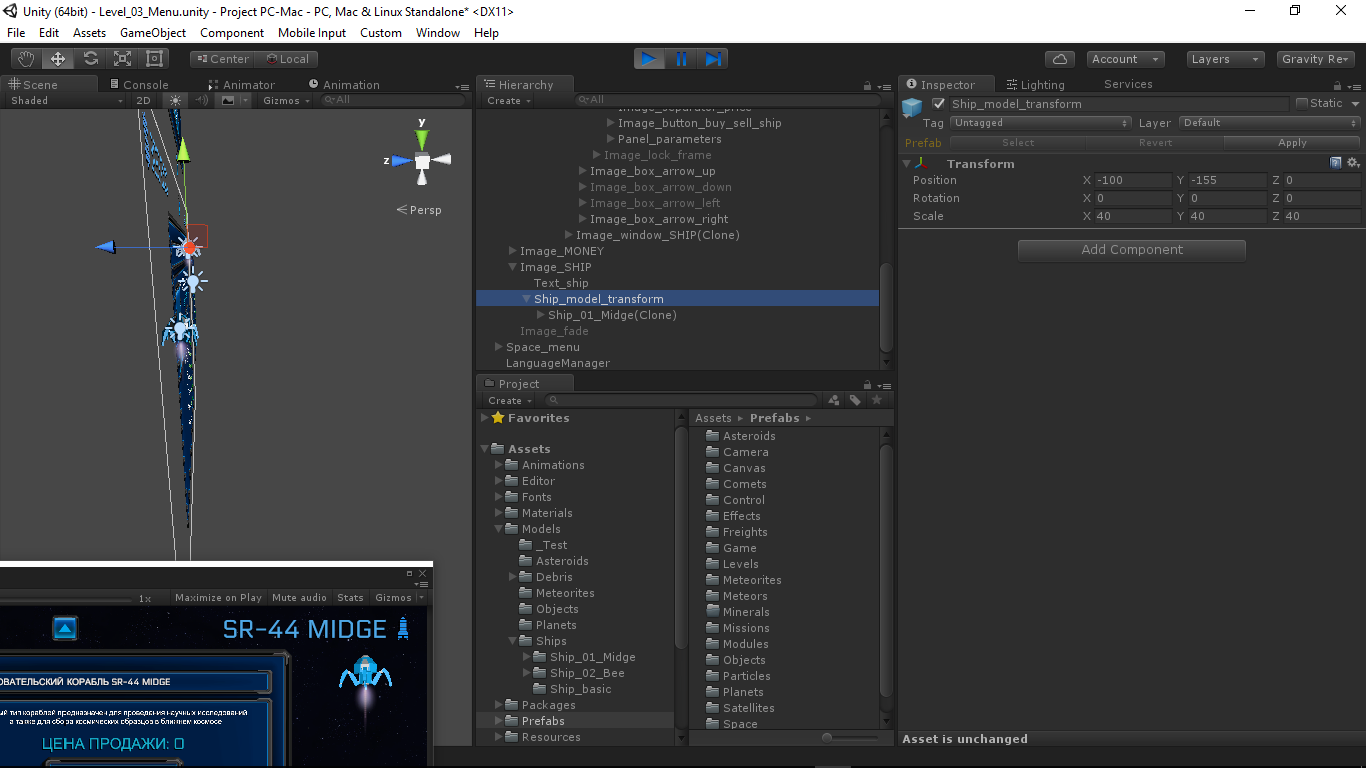 Unity (64bit) - Level_03_Menu.unity - Project PC-Mac - PC, Mac & Linux Standalone* <DX11>
File Edit Assets GameObject Component Mobile Input Custom Window Help
Center Local Account Layers Gravity Re
Scene Console Animator Animation
Shaded 2D Gizmos All
y
z
Persp
Hierarchy
Create All
Image_separator_price
Image_button_buy_sell_ship
Panel_parameters
Image_lock_frame
Image_box_arrow_up
Image_box_arrow_down
Image_box_arrow_left
Image_box_arrow_right
Image_window_SHIP(Clone)
Image_MONEY
Image_SHIP
Text_ship
Ship_model_transform
Ship_01_Midge(Clone)
Image_fade
Space_menu
LanguageManager
Project
Create
Favorites
Assets
Animations
Editor
Fonts
Materials
Models
_Test
Asteroids
Debris
Meteorites
Objects
Planets
Ships
Ship_01_Midge
Ship_02_Bee
Ship_basic
Packages
Prefabs
Resources
Assets Prefabs
Asteroids
Camera
Canvas
Comets
Control
Effects
Freights
Game
Levels
Meteorites
Meteors
Minerals
Missions
Modules
Objects
Particles
Planets
Satellites
Space
Inspector Lighting Services
Ship_model_transform Static
Tag Untagged Layer Default
Prefab Select Revert Apply
Transform
Position X -100 Y -155 Z 0
Rotation X 0 Y 0 Z 0
Scale X 40 Y 40 Z 40
Add Component
Asset is unchanged
1x Maximize on Play Mute audio Stats Gizmos
SR-44 MIDGE
ОВАТЕЛЬСКИЙ КОРАБЛЬ SR-44 MIDGE
ый тип кораблей предназначен для проведения научных исследований
а также для сбора космических образцов в ближнем космосе
ЦЕНА ПРОДАЖИ: 0